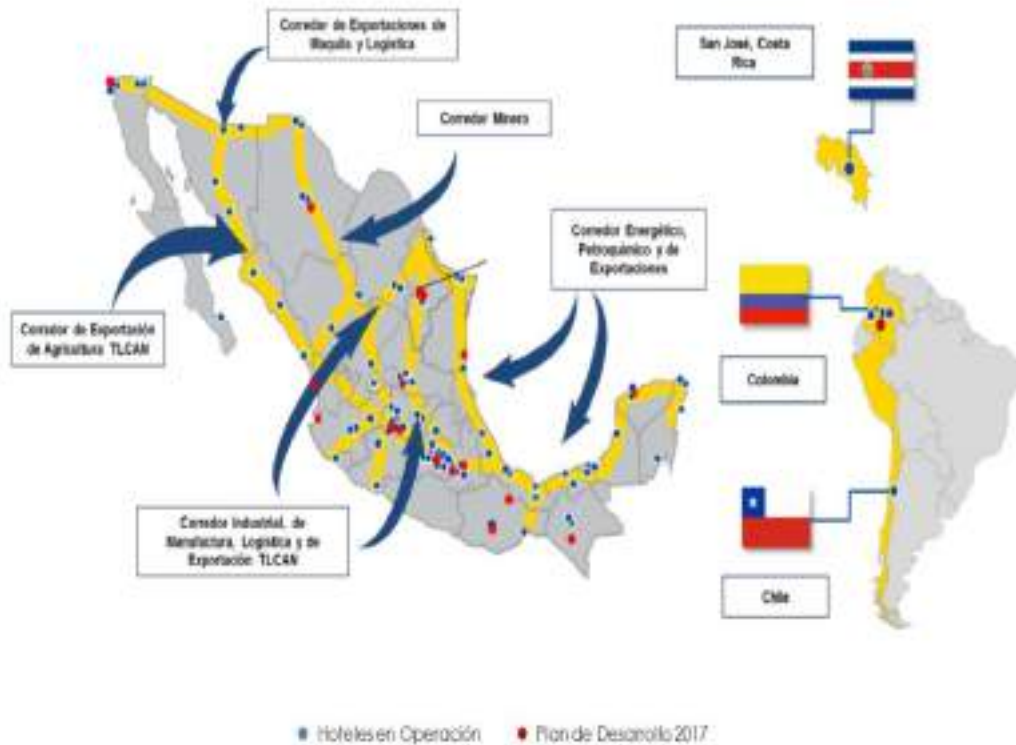 Corredor de Exportaciones de
Maquila y Logística
San José, Costa
Rica
Corredor Minero
Corredor Energético,
Petroquímico y de
Exportaciones
Corredor de Exportación
de Agricultura TLCAN
Colombia
Corredor Industrial, de
Manufactura, Logística y de
Exportación TLCAN
Chile
Hoteles en Operación
Plan de Desarrollo 2017